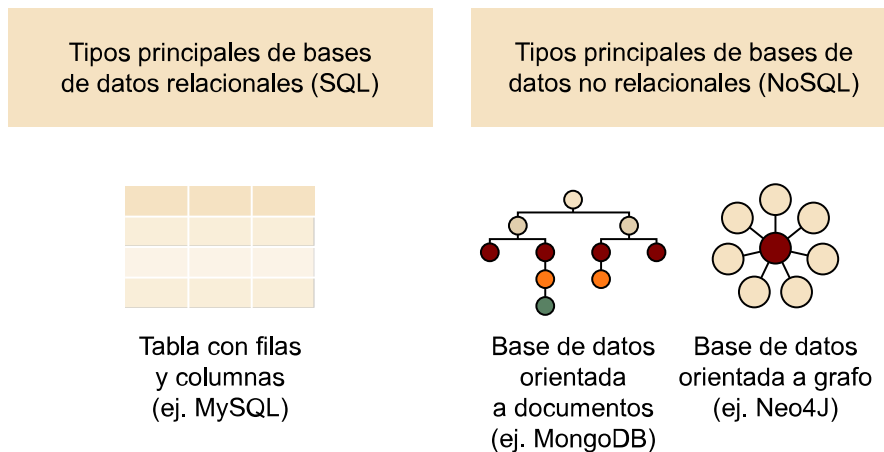 Tipos principales de bases
de datos relacionales (SQL)
Tipos principales de bases de
datos no relacionales (NoSQL)
Tabla con filas
y columnas
(ej. MySQL)
Base de datos
orientada
a documentos
(ej. MongoDB)
Base de datos
orientada a grafo
(ej. Neo4J)